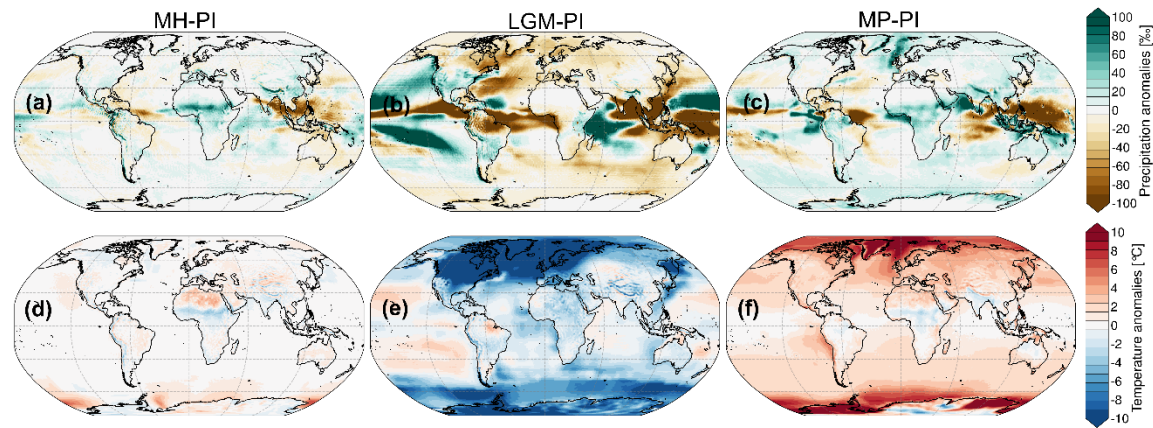 MH-PI
LGM-PI
MP-PI
(a)
(b)
(c)
100
80
60
40
20
0
-20
-40
-60
-80
-100
Precipitation anomalies [‰]
(d)
(e)
(f)
10
8
6
4
2
0
-2
-4
-6
-8
-10
Temperature anomalies [°C]